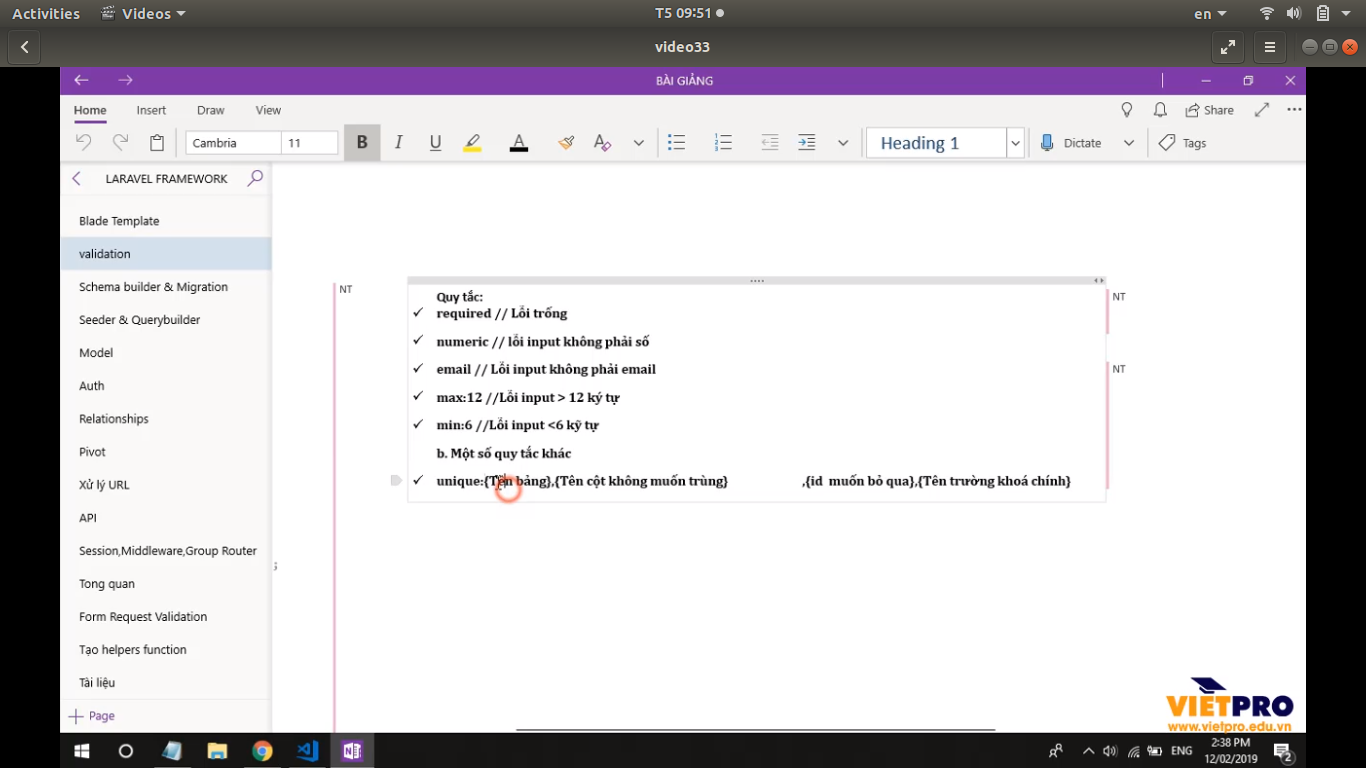 Activities Videos T5 09:51 en
video33
BÀI GIẢNG
Home Insert Draw View Share
Cambria 11 B I U A Heading 1 Dictate Tags
LARAVEL FRAMEWORK
Blade Template
validation
Schema builder & Migration
Seeder & Querybuilder
Model
Auth
Relationships
Pivot
Xử lý URL
API
Session,Middleware,Group Router
Tong quan
Form Request Validation
Tạo helpers function
Tài liệu
Page
NT
NT
NT
Quy tắc:
required // Lỗi trống
numeric // lỗi input không phải số
email // Lỗi input không phải email
max:12 //Lỗi input > 12 ký tự
min:6 //Lỗi input <6 kỹ tự
b. Một số quy tắc khác
unique:{Tên bảng},{Tên cột không muốn trùng} ,{id muốn bỏ qua},{Tên trường khoá chính}
VIETPRO
www.vietpro.edu.vn
ENG
2:38 PM
12/02/2019
2